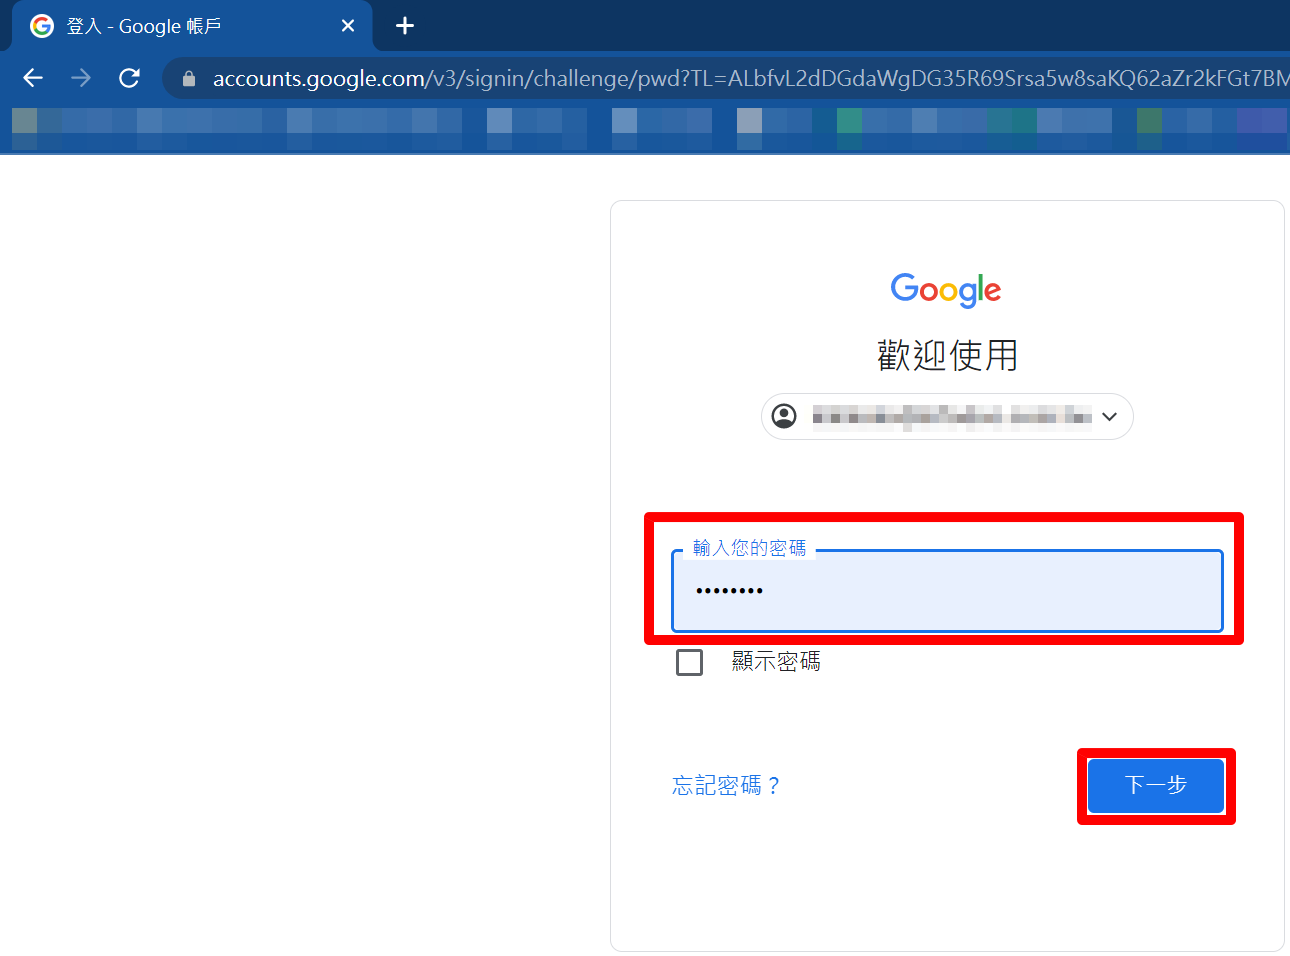 登入 - Google 帳戶
accounts.google.com/v3/signin/challenge/pwd?TL=ALbfvL2dDGdaWgDG35R69Srsa5w8saKQ62aZr2kFGt7BM
Google
歡迎使用
輸入您的密碼
••••••••
顯示密碼
忘記密碼？
下一步